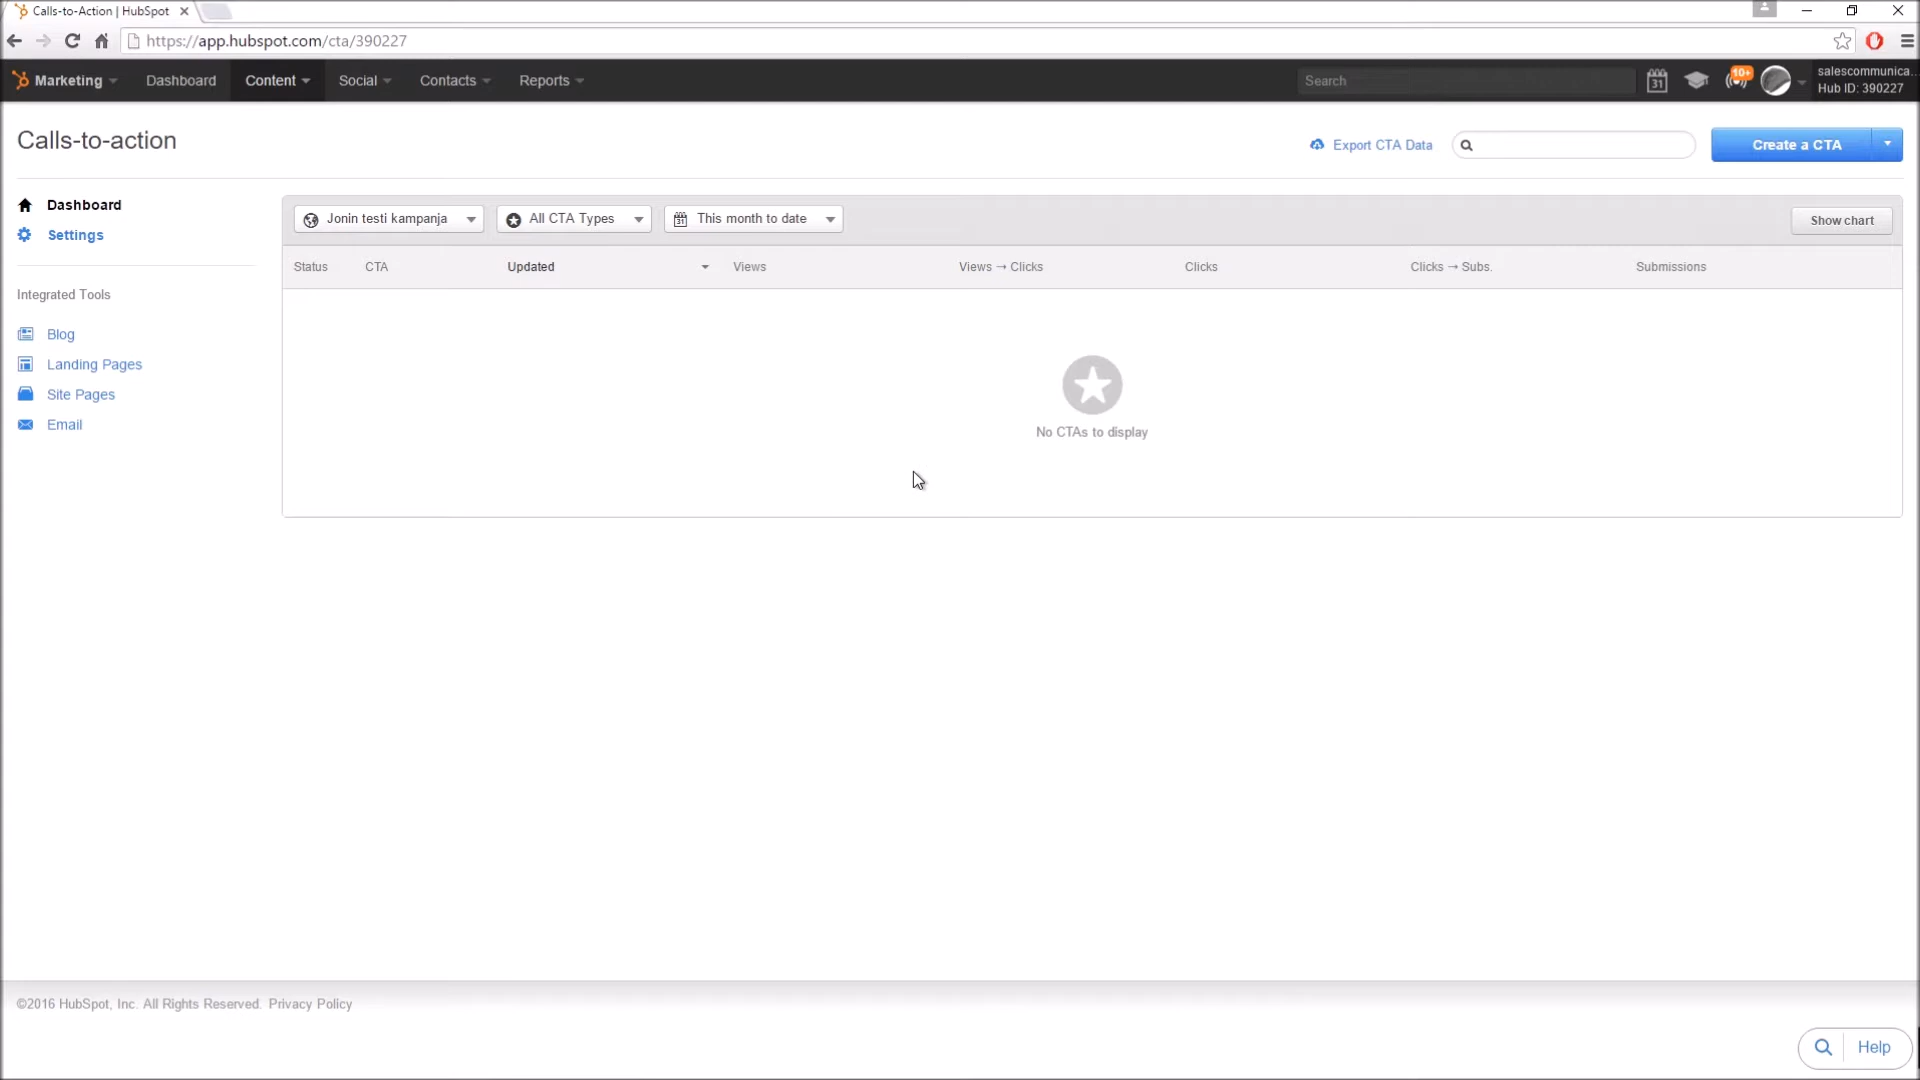 Calls-to-Action | HubSpot
https://app.hubspot.com/cta/390227
Marketing Dashboard Content Social Contacts Reports Search 31 10+ salescommunica...
Hub ID: 390227
Calls-to-action
Export CTA Data
Create a CTA
Dashboard
Settings
Integrated Tools
Blog
Landing Pages
Site Pages
Email
Jonin testi kampanja All CTA Types 31 This month to date Show chart
Status CTA Updated Views Views → Clicks Clicks Clicks → Subs. Submissions
No CTAs to display
©2016 HubSpot, Inc. All Rights Reserved. Privacy Policy
Help